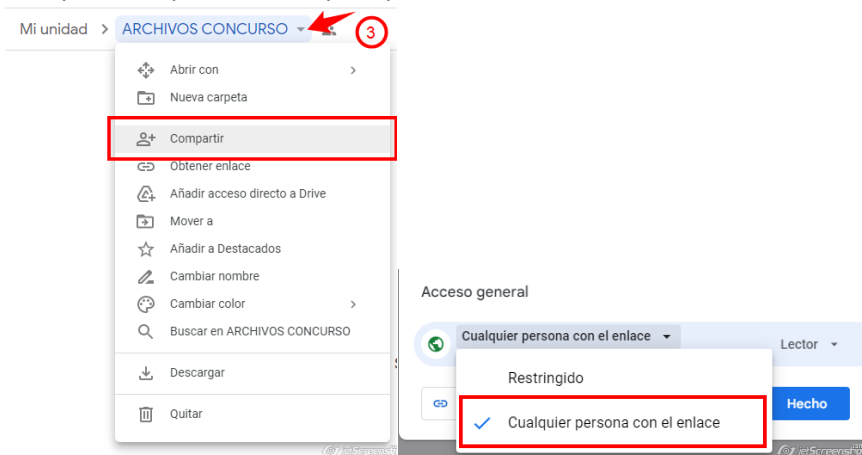 Mi unidad > ARCHIVOS CONCURSO
3
Abrir con
Nueva carpeta
Compartir
Obtener enlace
Añadir acceso directo a Drive
Mover a
Añadir a Destacados
Cambiar nombre
Cambiar color
Buscar en ARCHIVOS CONCURSO
Descargar
Quitar
Acceso general
Cualquier persona con el enlace
Lector
Restringido
Cualquier persona con el enlace
Hecho